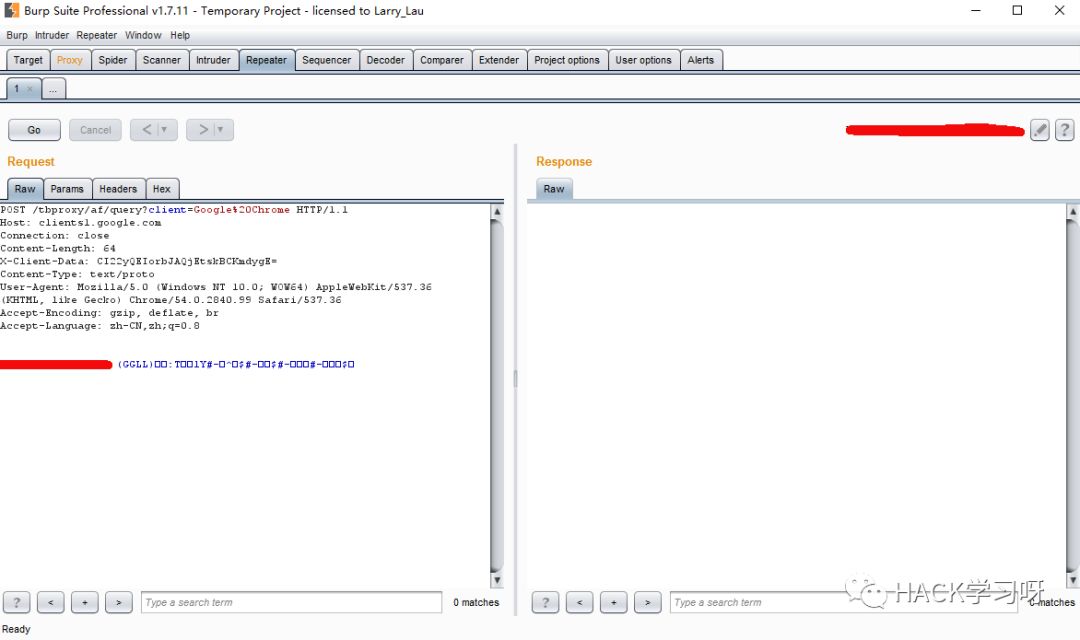 Burp Suite Professional v1.7.11 - Temporary Project - licensed to Larry_Lau
Burp Intruder Repeater Window Help
Target Proxy Spider Scanner Intruder Repeater Sequencer Decoder Comparer Extender Project options User options Alerts
1 × ...
Go Cancel < ▼ > ▼ ?
Request
Raw Params Headers Hex
POST /tbproxy/af/query?client=Google%20Chrome HTTP/1.1
Host: clients1.google.com
Connection: close
Content-Length: 64
X-Client-Data: CI22yQEIorbJAQjEtskBCKmdygE=
Content-Type: text/proto
User-Agent: Mozilla/5.0 (Windows NT 10.0; WOW64) AppleWebKit/537.36
(KHTML, like Gecko) Chrome/54.0.2840.99 Safari/537.36
Accept-Encoding: gzip, deflate, br
Accept-Language: zh-CN,zh;q=0.8
(GGLL)□□:T□□lY#-□^□$#-□□$#-□□□#-□□□$□
? < + > Type a search term 0 matches
Response
Raw
? < + > Type a search term 0 matches
HACK学习呀
Ready